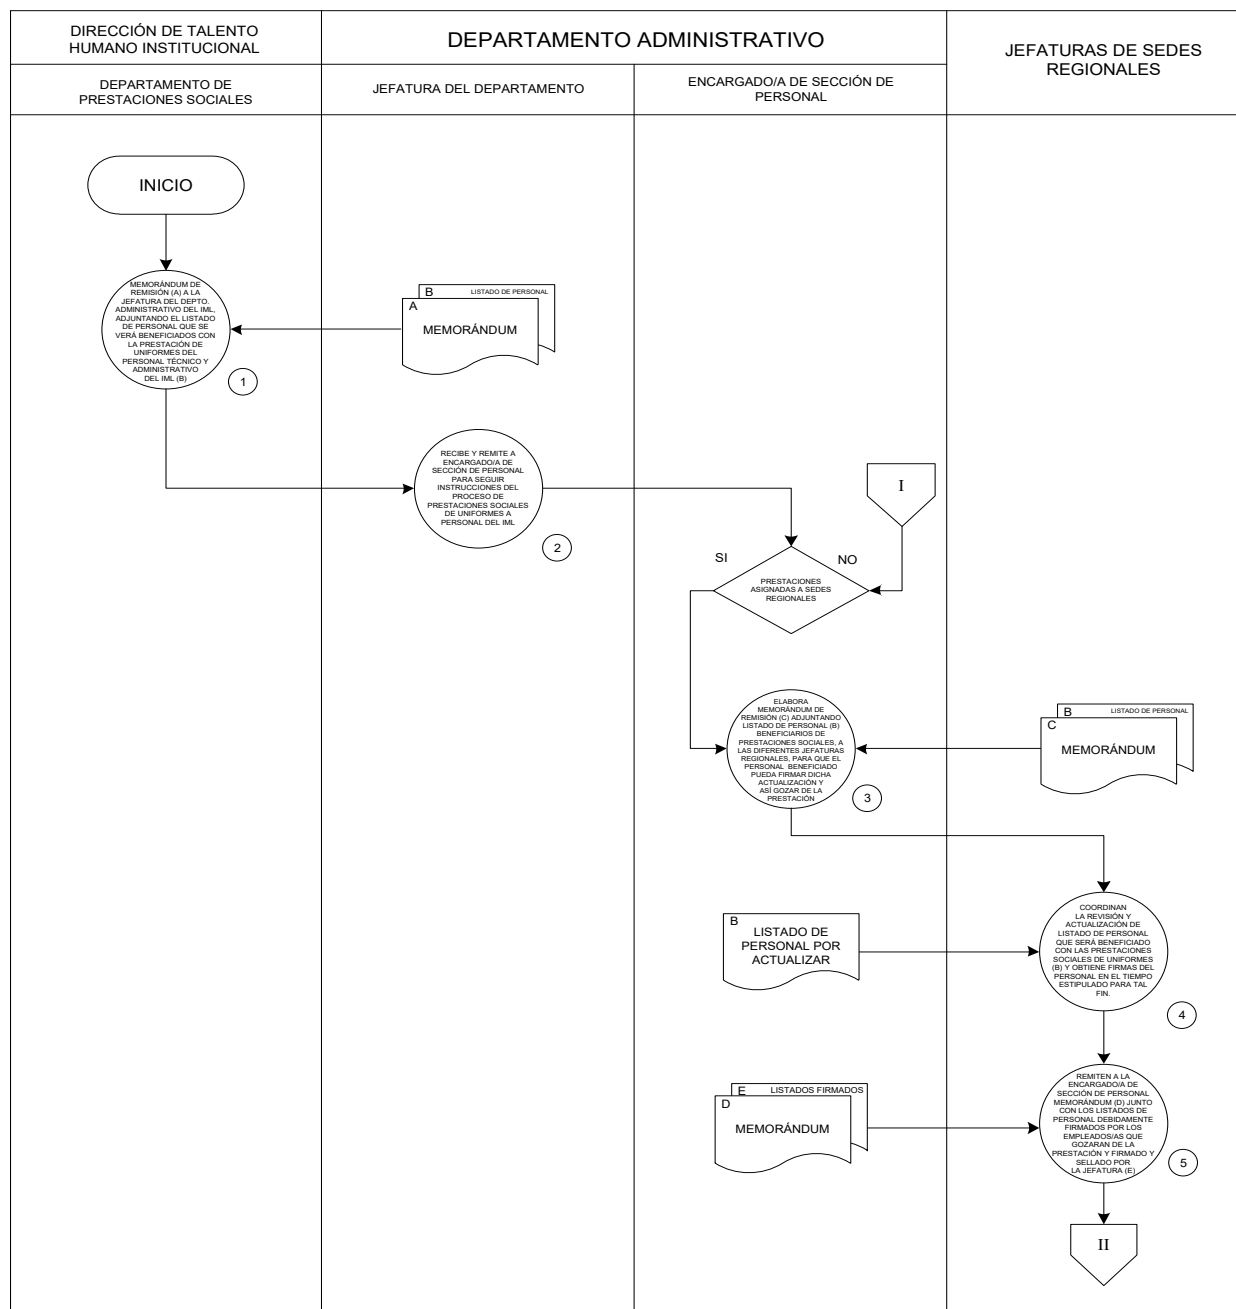 DIRECCIÓN DE TALENTO
HUMANO INSTITUCIONAL
DEPARTAMENTO ADMINISTRATIVO
JEFATURAS DE SEDES
REGIONALES
DEPARTAMENTO DE
PRESTACIONES SOCIALES
JEFATURA DEL DEPARTAMENTO
ENCARGADO/A DE SECCIÓN DE
PERSONAL
INICIO
MEMORÁNDUM DE
REMISIÓN (A) A LA
JEFATURA DEL DEPTO.
ADMINISTRATIVO DEL IML,
ADJUNTANDO EL LISTADO
DE PERSONAL QUE SE
VERÁ BENEFICIADOS CON
LA PRESTACIÓN DE
UNIFORMES DEL
PERSONAL TÉCNICO Y
ADMINISTRATIVO
DEL IML (B)
1
B LISTADO DE PERSONAL
A
MEMORÁNDUM
RECIBE Y REMITE A
ENCARGADO/A DE
SECCIÓN DE PERSONAL
PARA SEGUIR
INSTRUCCIONES DEL
PROCESO DE
PRESTACIONES SOCIALES
DE UNIFORMES A
PERSONAL DEL IML
2
I
SI
NO
PRESTACIONES
ASIGNADAS A SEDES
REGIONALES
ELABORA
MEMORÁNDUM DE
REMISIÓN (C) ADJUNTANDO
LISTADO DE PERSONAL (B)
BENEFICIARIOS DE
PRESTACIONES SOCIALES, A
LAS DIFERENTES JEFATURAS
REGIONALES, PARA QUE EL
PERSONAL BENEFICIADO
PUEDA FIRMAR DICHA
ACTUALIZACIÓN Y
ASÍ GOZAR DE LA
PRESTACIÓN
3
B LISTADO DE PERSONAL
C
MEMORÁNDUM
B
LISTADO DE
PERSONAL POR
ACTUALIZAR
COORDINAN
LA REVISIÓN Y
ACTUALIZACIÓN DE
LISTADO DE PERSONAL
QUE SERÁ BENEFICIADO
CON LAS PRESTACIONES
SOCIALES DE UNIFORMES
(B) Y OBTIENE FIRMAS DEL
PERSONAL EN EL TIEMPO
ESTIPULADO PARA TAL
FIN.
4
E LISTADOS FIRMADOS
D
MEMORÁNDUM
REMITEN A LA
ENCARGADO/A DE
SECCIÓN DE PERSONAL
MEMORÁNDUM (D) JUNTO
CON LOS LISTADOS DE
PERSONAL DEBIDAMENTE
FIRMADOS POR LOS
EMPLEADOS/AS QUE
GOZARAN DE LA
PRESTACIÓN Y FIRMADO Y
SELLADO POR
LA JEFATURA (E)
5
II